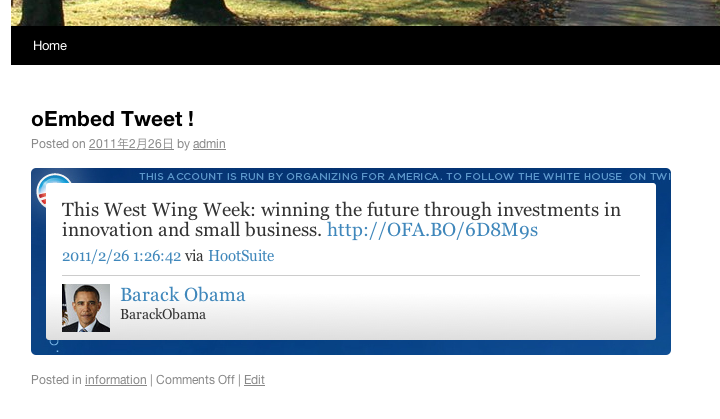 Home
oEmbed Tweet !
Posted on 2011年2月26日 by admin
THIS ACCOUNT IS RUN BY ORGANIZING FOR AMERICA. TO FOLLOW THE WHITE HOUSE ON TWI
This West Wing Week: winning the future through investments in
innovation and small business. http://OFA.BO/6D8M9s
2011/2/26 1:26:42 via HootSuite
Barack Obama
BarackObama
Posted in information | Comments Off | Edit